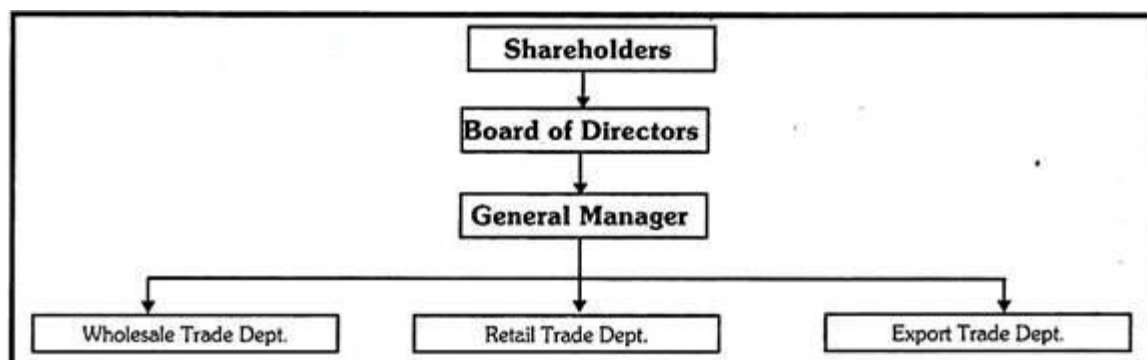 Shareholders
Board of Directors
General Manager
Wholesale Trade Dept.
Retail Trade Dept.
Export Trade Dept.